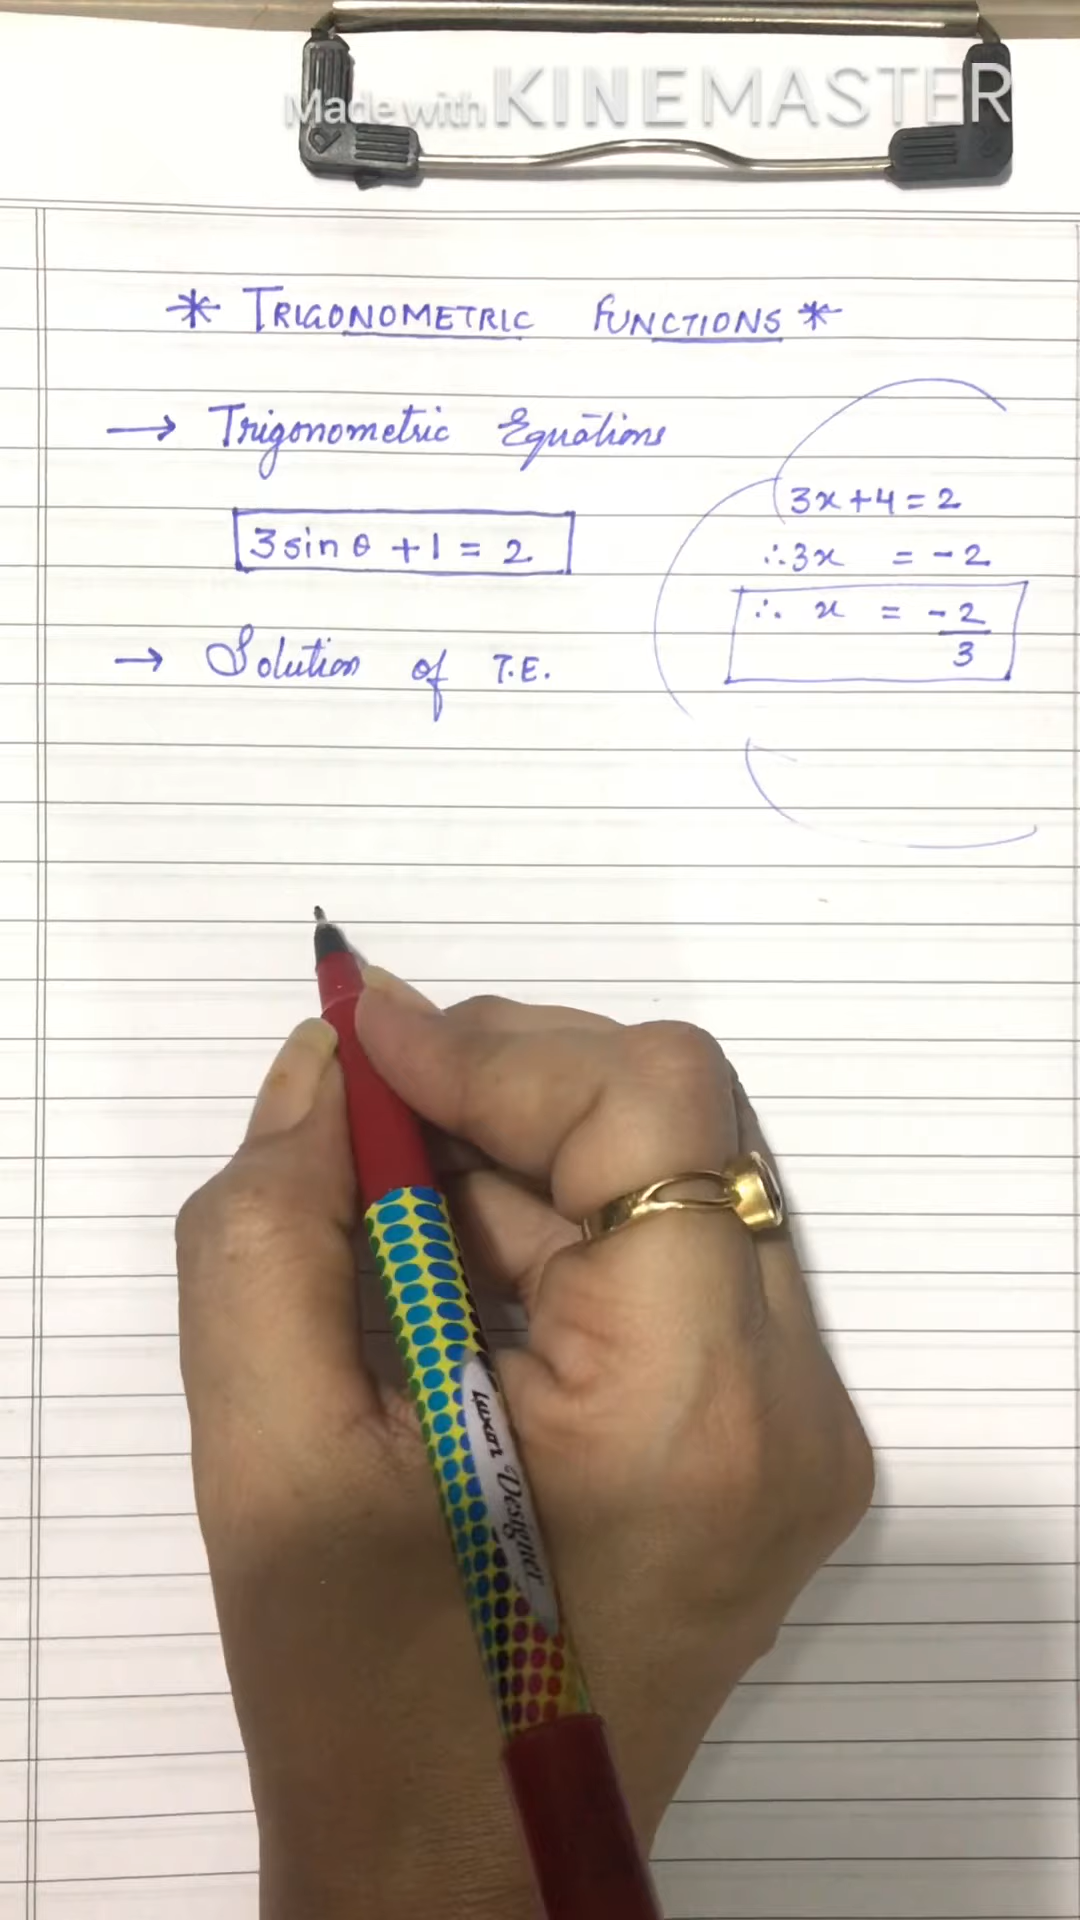 Made with KINEMASTER
* TRIGONOMETRIC FUNCTIONS *
→ Trigonometric Equations
3 sin θ + 1 = 2
→ Solution of T.E.
3x + 4 = 2
∴ 3x = -2
∴ x = -2/3
Luxor Designer